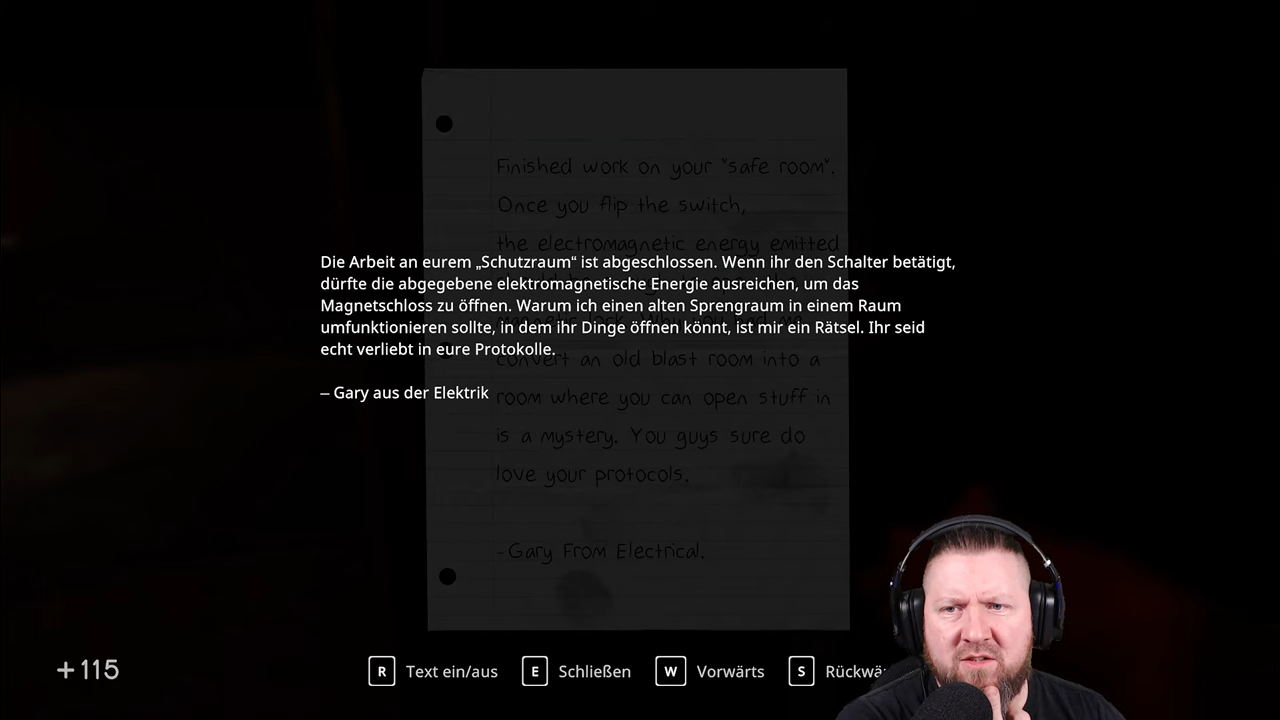 Finished work on your "safe room".
Once you flip the switch,
the electromagnetic energy emitted
Die Arbeit an eurem „Schutzraum“ ist abgeschlossen. Wenn ihr den Schalter betätigt,
dürfte die abgegebene elektromagnetische Energie ausreichen, um das
Magnetschloss zu öffnen. Warum ich einen alten Sprengraum in einem Raum
umfunktionieren sollte, in dem ihr Dinge öffnen könnt, ist mir ein Rätsel. Ihr seid
echt verliebt in eure Protokolle.
– Gary aus der Elektrik
convert an old blast room into a
room where you can open stuff in
is a mystery. You guys sure do
love your protocols.
-Gary From Electrical.
+115
R Text ein/aus E Schließen W Vorwärts S Rückwä